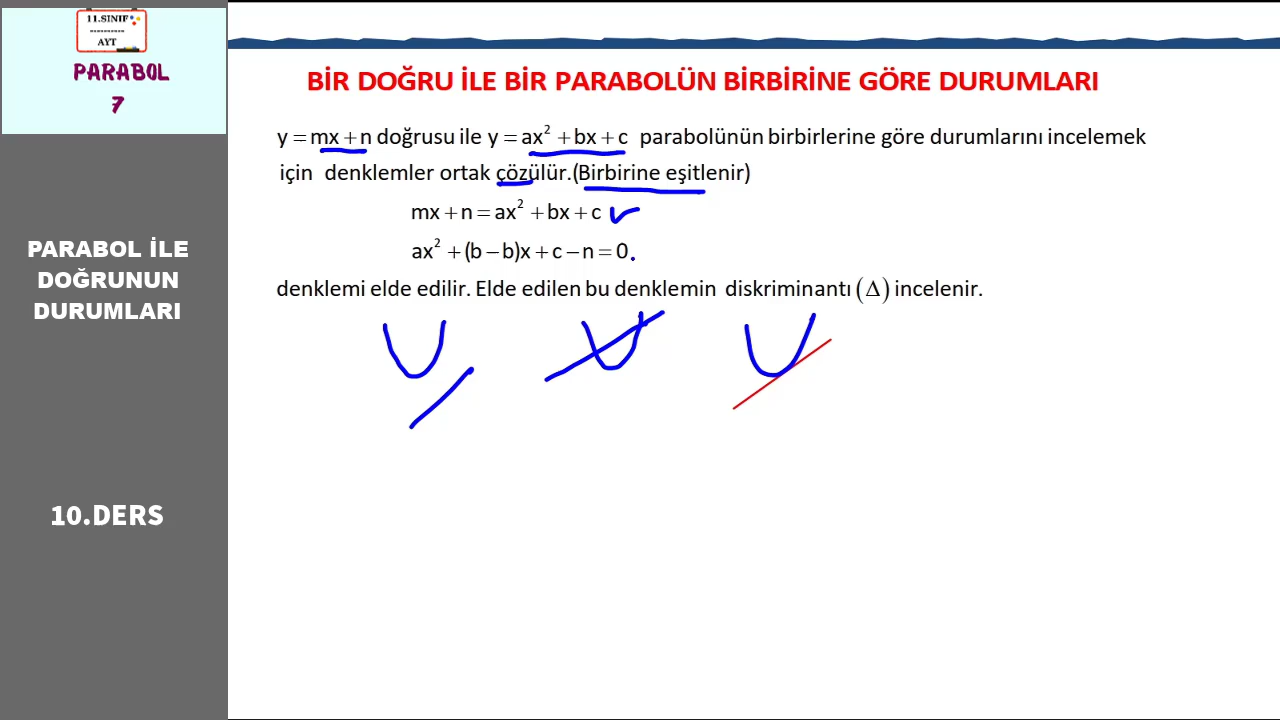 11.SINIF
AYT
PARABOL
7
PARABOL İLE
DOĞRUNUN
DURUMLARI
10.DERS
BİR DOĞRU İLE BİR PARABOLÜN BİRBİRİNE GÖRE DURUMLARI
y = mx + n doğrusu ile y = ax² + bx + c parabolünün birbirlerine göre durumlarını incelemek
için denklemler ortak çözülür.(Birbirine eşitlenir)
mx + n = ax² + bx + c
ax² + (b − b)x + c − n = 0
denklemi elde edilir. Elde edilen bu denklemin diskriminantı (Δ) incelenir.